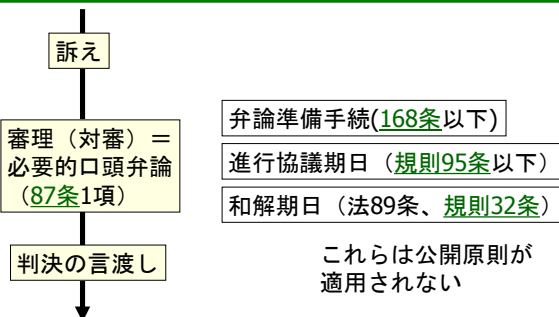 訴え
審理（対審）＝
必要的口頭弁論
（87条1項）
判決の言渡し
弁論準備手続(168条以下)
進行協議期日（規則95条以下）
和解期日（法89条、規則32条）
これらは公開原則が
適用されない